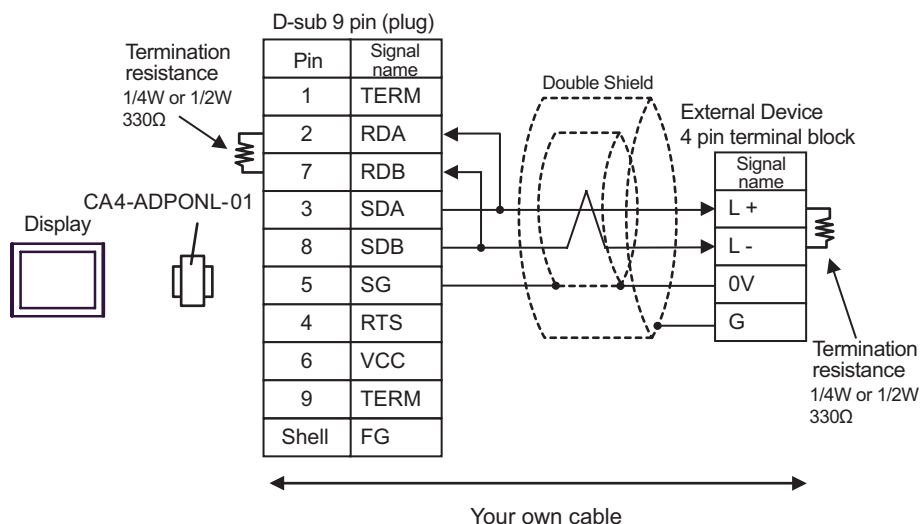 D-sub 9 pin (plug)
Termination
resistance
1/4W or 1/2W
330Ω
Pin
Signal
name
1
TERM
2
RDA
7
RDB
3
SDA
8
SDB
5
SG
4
RTS
6
VCC
9
TERM
Shell
FG
CA4-ADPONL-01
Display
Double Shield
External Device
4 pin terminal block
Signal
name
L +
L -
0V
G
Termination
resistance
1/4W or 1/2W
330Ω
Your own cable